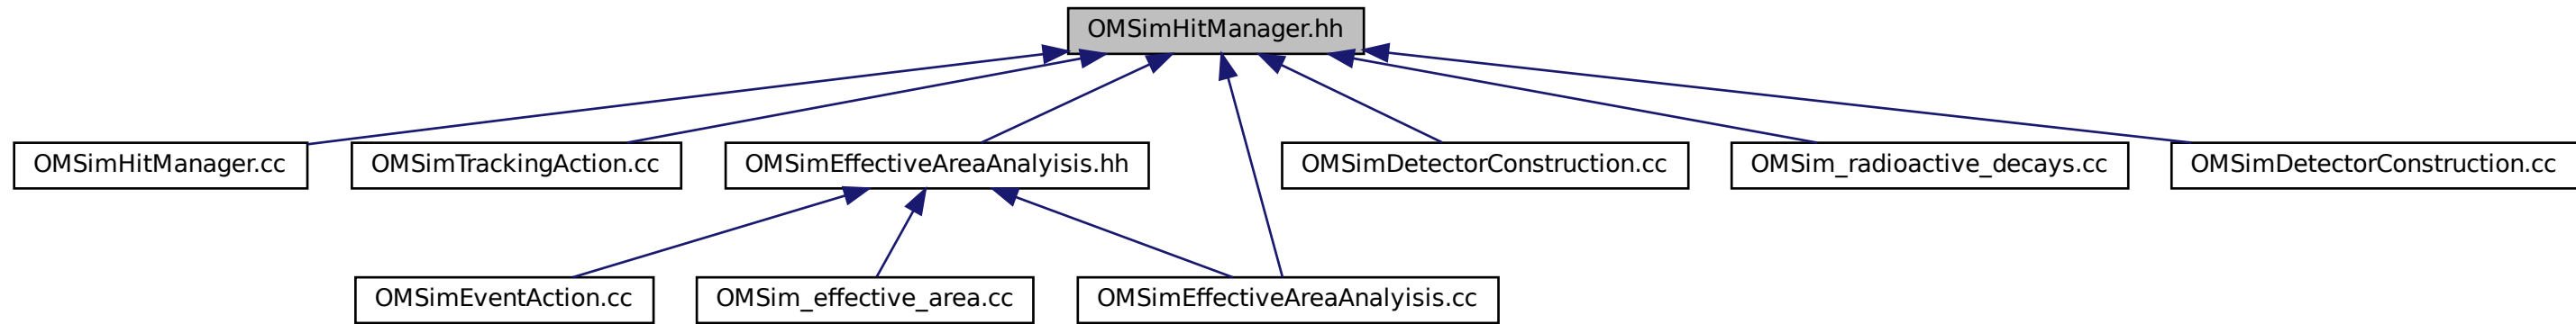 OMSimHitManager.hh
OMSimHitManager.cc
OMSimTrackingAction.cc
OMSimEffectiveAreaAnalyisis.hh
OMSimDetectorConstruction.cc
OMSim_radioactive_decays.cc
OMSimDetectorConstruction.cc
OMSimEventAction.cc
OMSim_effective_area.cc
OMSimEffectiveAreaAnalyisis.cc